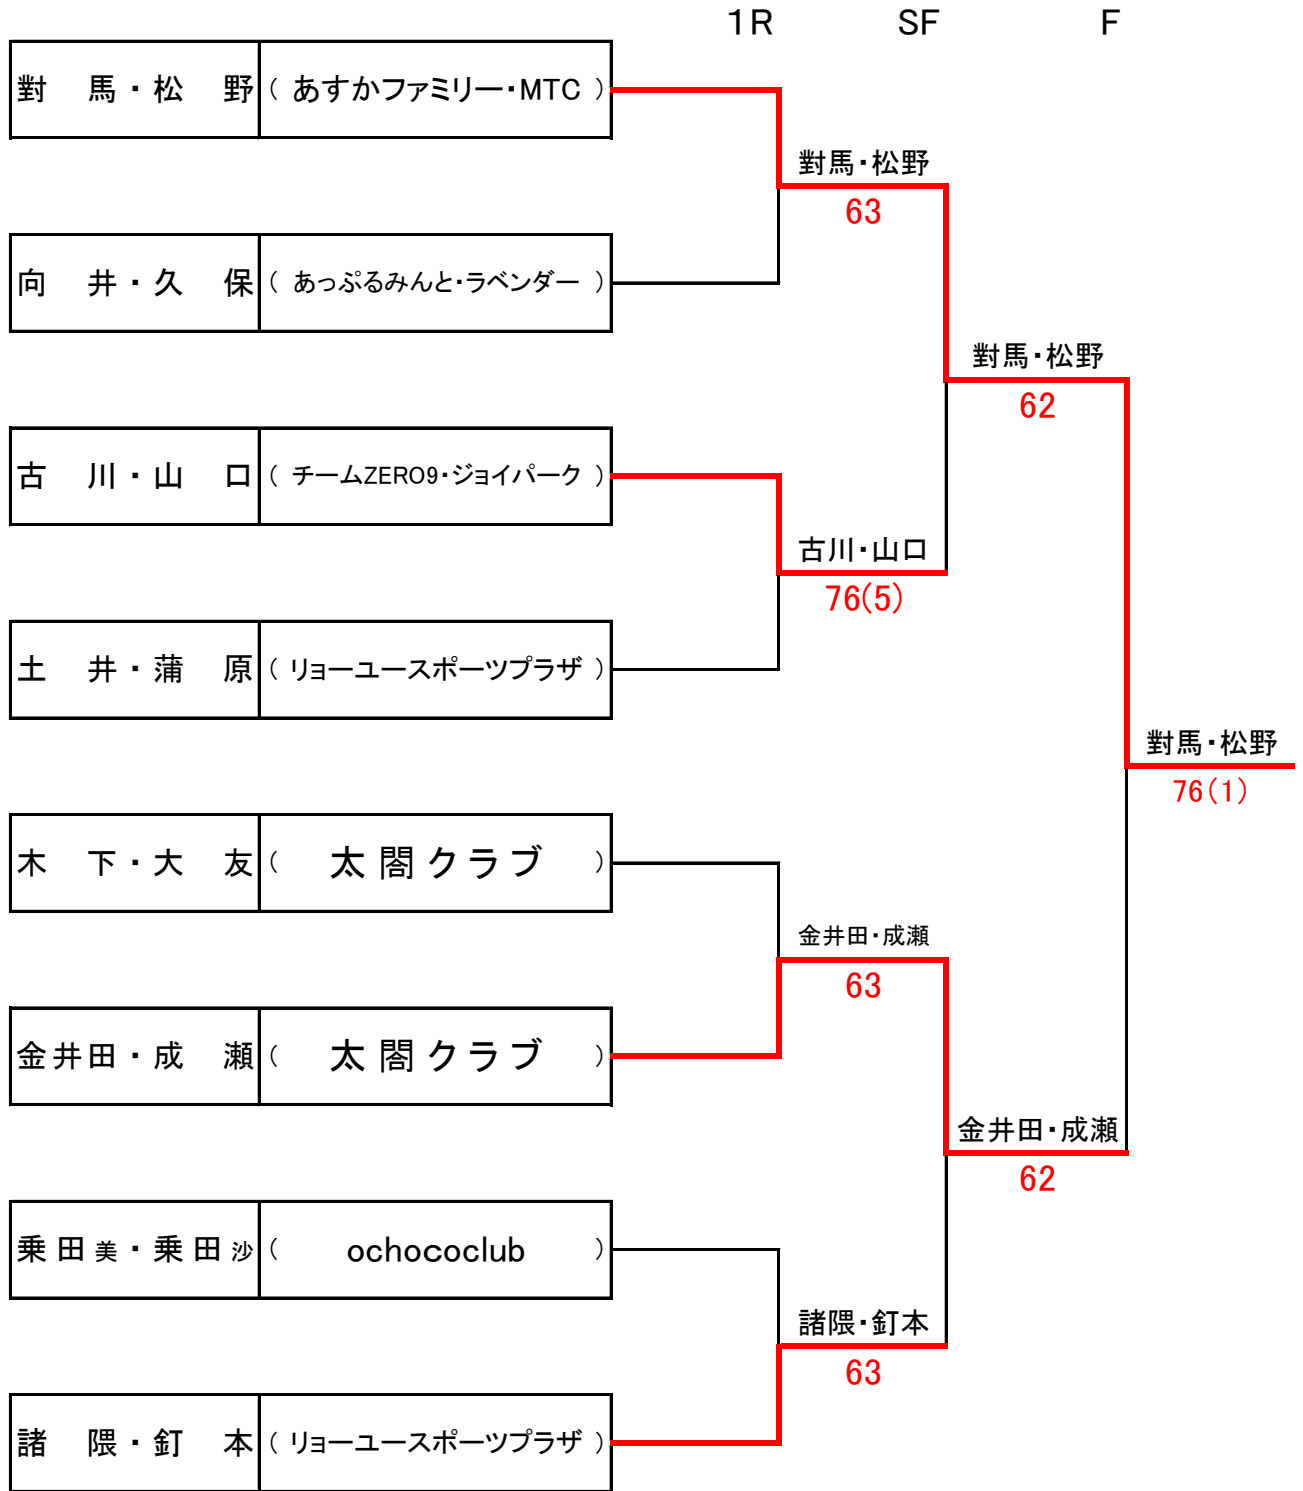 1R SF F
對馬・松野 (あすかファミリー・MTC)
對馬・松野
63
向井・久保 (あっぷるみんと・ラベンダー)
對馬・松野
62
古川・山口 (チームZERO9・ジョイパーク)
古川・山口
76(5)
土井・蒲原 (リョーユースポーツプラザ)
對馬・松野
76(1)
木下・大友 (太閤クラブ)
金井田・成瀬
63
金井田・成瀬 (太閤クラブ)
金井田・成瀬
62
乗田美・乗田沙 (ochococlub)
諸隈・釘本
63
諸隈・釘本 (リョーユースポーツプラザ)